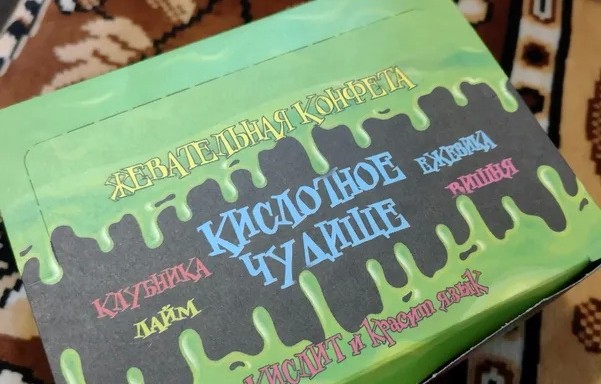 ЖЕВАТЕЛЬНАЯ КОНФЕТА
КИСЛОТНОЕ
ЧУДИЩЕ
ЕЖЕВИКА
ВИШНЯ
КЛУБНИКА
ЛАЙМ
КИСЛИТ и КРАСИТ ЯЗЫК